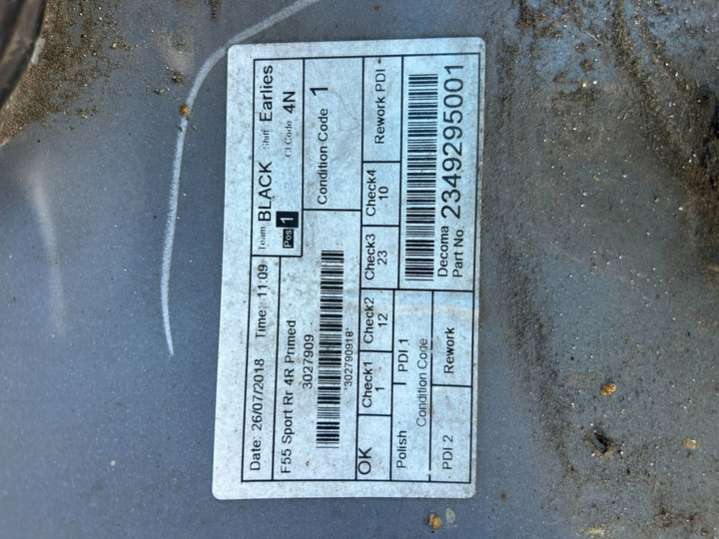 Date: 26/07/2018 Time: 11:09 Team: BLACK Shift: Earlies
F55 Sport Rr 4R Primed Pos 1 CI Code 4N
3027909 Condition Code 1
*302790918*
OK Check1 Check2 Check3 Check4 Rework PDI
1 12 23 10
Polish PDI 1
Condition Code
Decoma
Part No. 2349295001
PDI 2 Rework